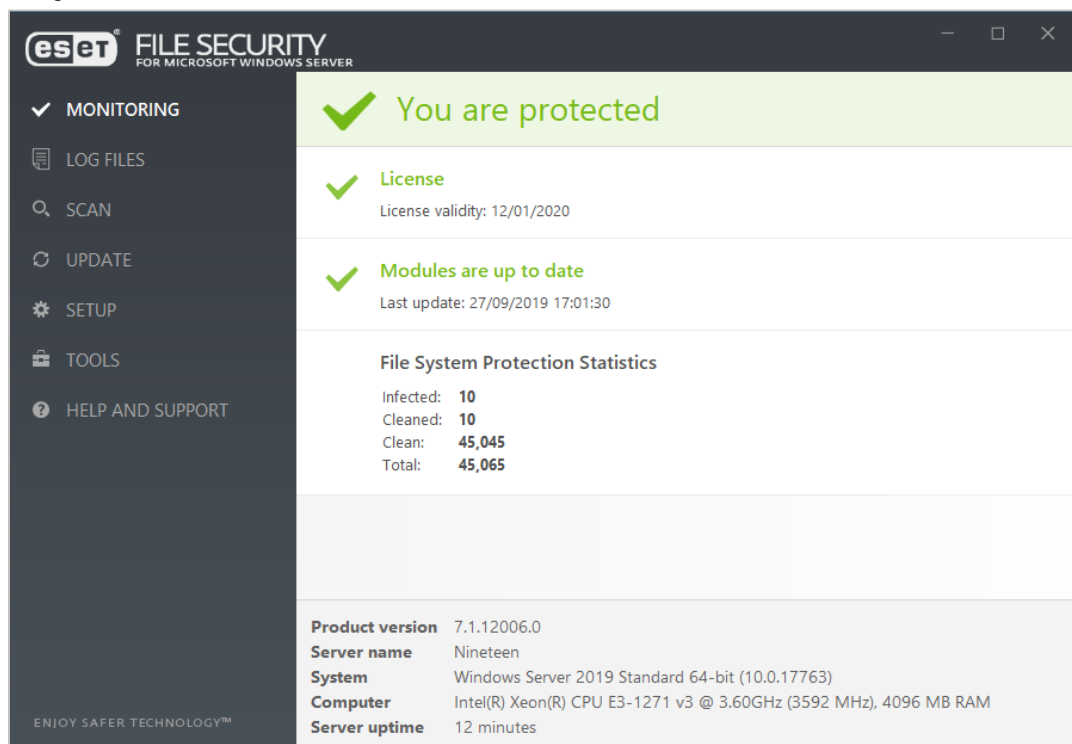 eset® FILE SECURITY
FOR MICROSOFT WINDOWS SERVER
MONITORING
LOG FILES
SCAN
UPDATE
SETUP
TOOLS
HELP AND SUPPORT
ENJOY SAFER TECHNOLOGY™
You are protected
License
License validity: 12/01/2020
Modules are up to date
Last update: 27/09/2019 17:01:30
File System Protection Statistics
Infected: 10
Cleaned: 10
Clean: 45,045
Total: 45,065
Product version 7.1.12006.0
Server name Nineteen
System Windows Server 2019 Standard 64-bit (10.0.17763)
Computer Intel(R) Xeon(R) CPU E3-1271 v3 @ 3.60GHz (3592 MHz), 4096 MB RAM
Server uptime 12 minutes